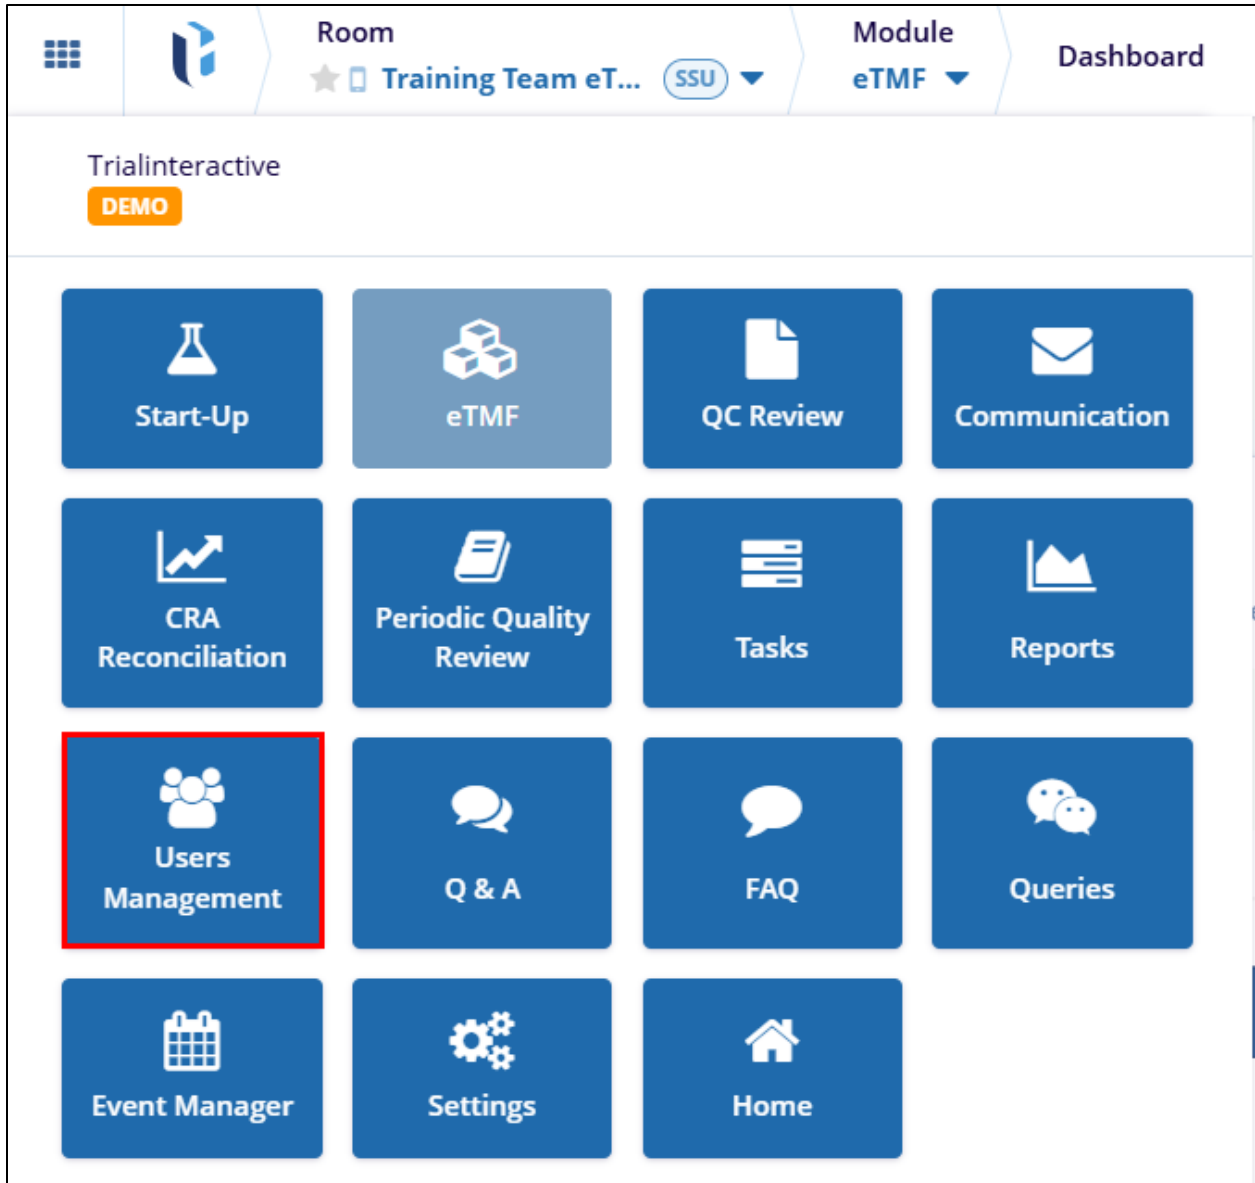 Room
Training Team eT...
SSU
Module
eTMF
Dashboard
Trialinteractive
DEMO
Start-Up
eTMF
QC Review
Communication
CRA
Reconciliation
Periodic Quality
Review
Tasks
Reports
Users
Management
Q & A
FAQ
Queries
Event Manager
Settings
Home